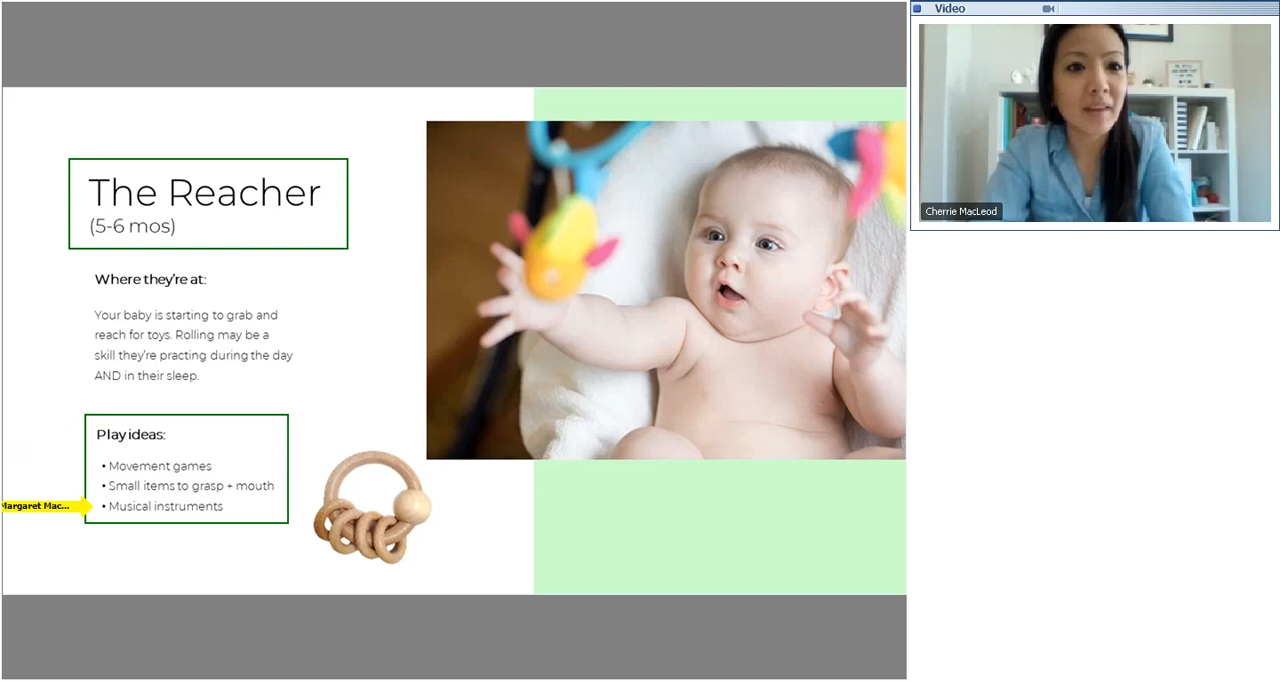 Video
Cherrie MacLeod
The Reacher
(5-6 mos)
Where they're at:
Your baby is starting to grab and
reach for toys. Rolling may be a
skill they're practing during the day
AND in their sleep.
Play ideas:
• Movement games
• Small items to grasp + mouth
• Musical instruments
Margaret Mac...